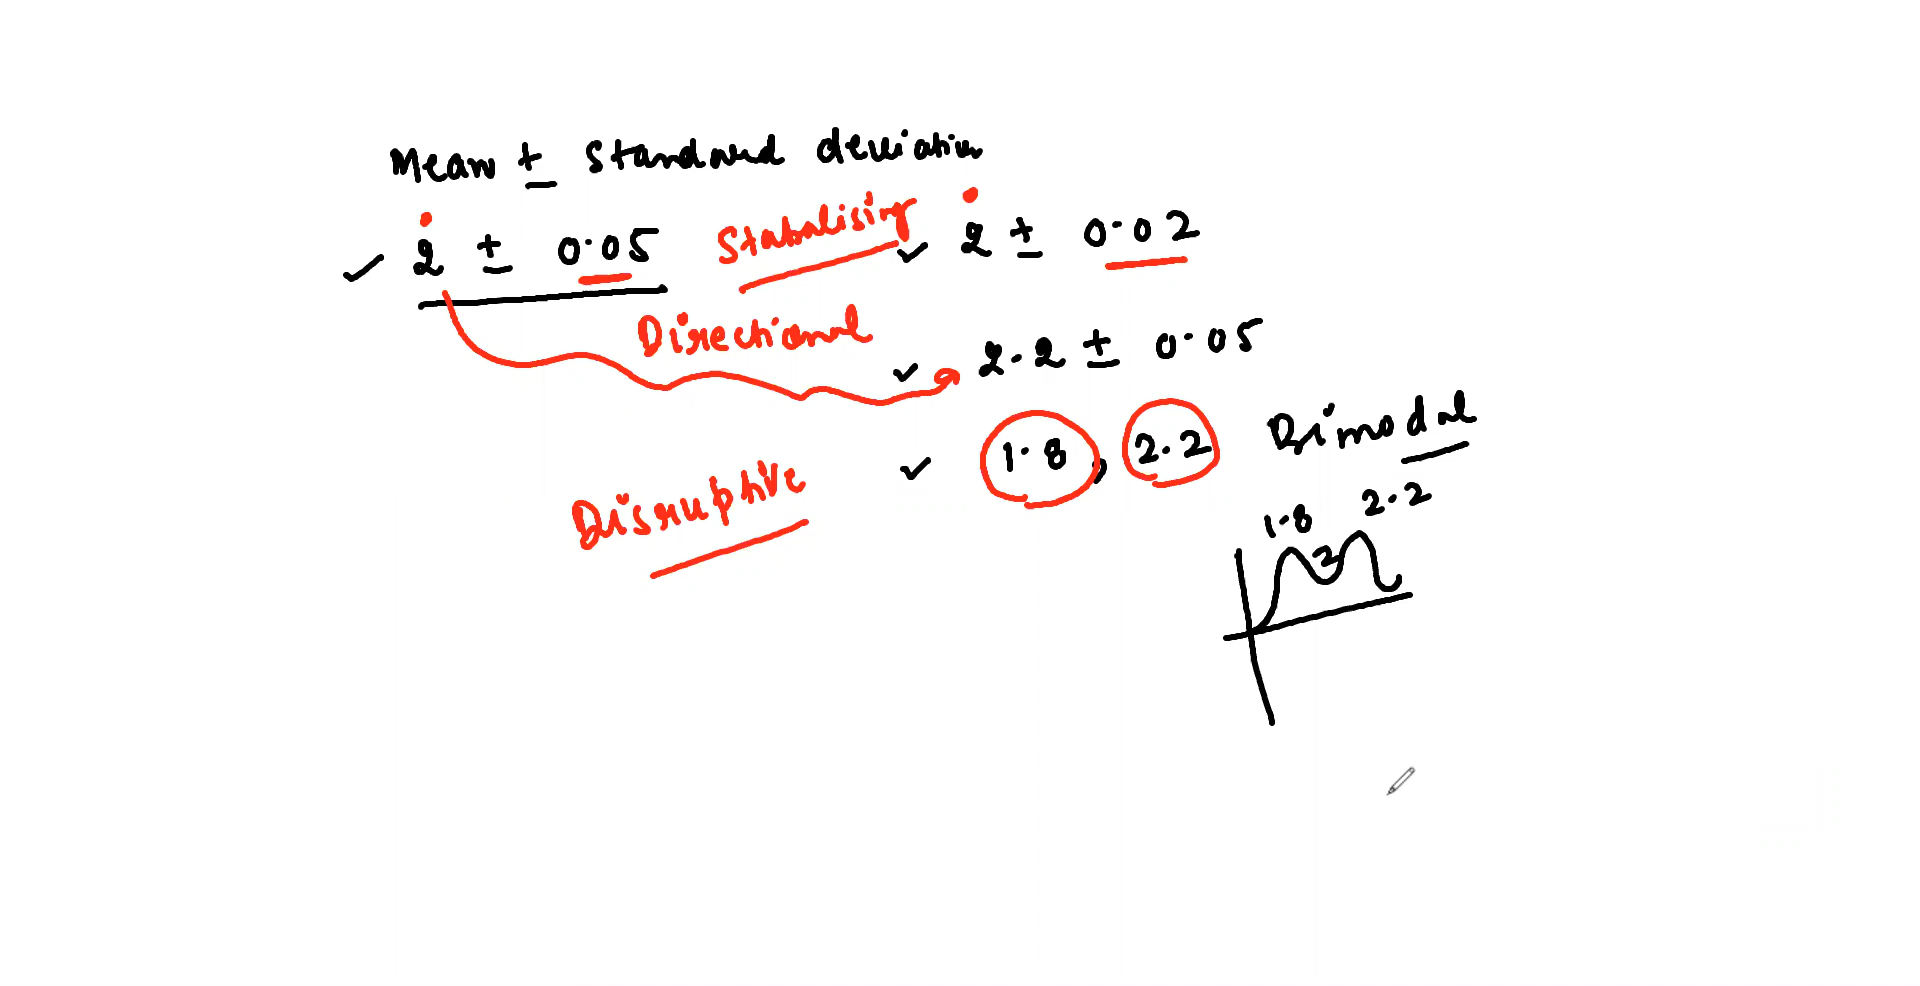 Mean ± standard deviation
2 ± 0.05 Stabalising 2 ± 0.02
Directional 2.2 ± 0.05
Disruptive 1.8, 2.2 Bimodal
1.8 2.2
2